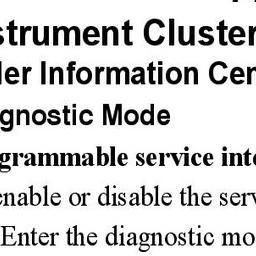 strument Cluster
ler Information Cen
gnostic Mode
grammable service inte
enable or disable the serv
Enter the diagnostic mo